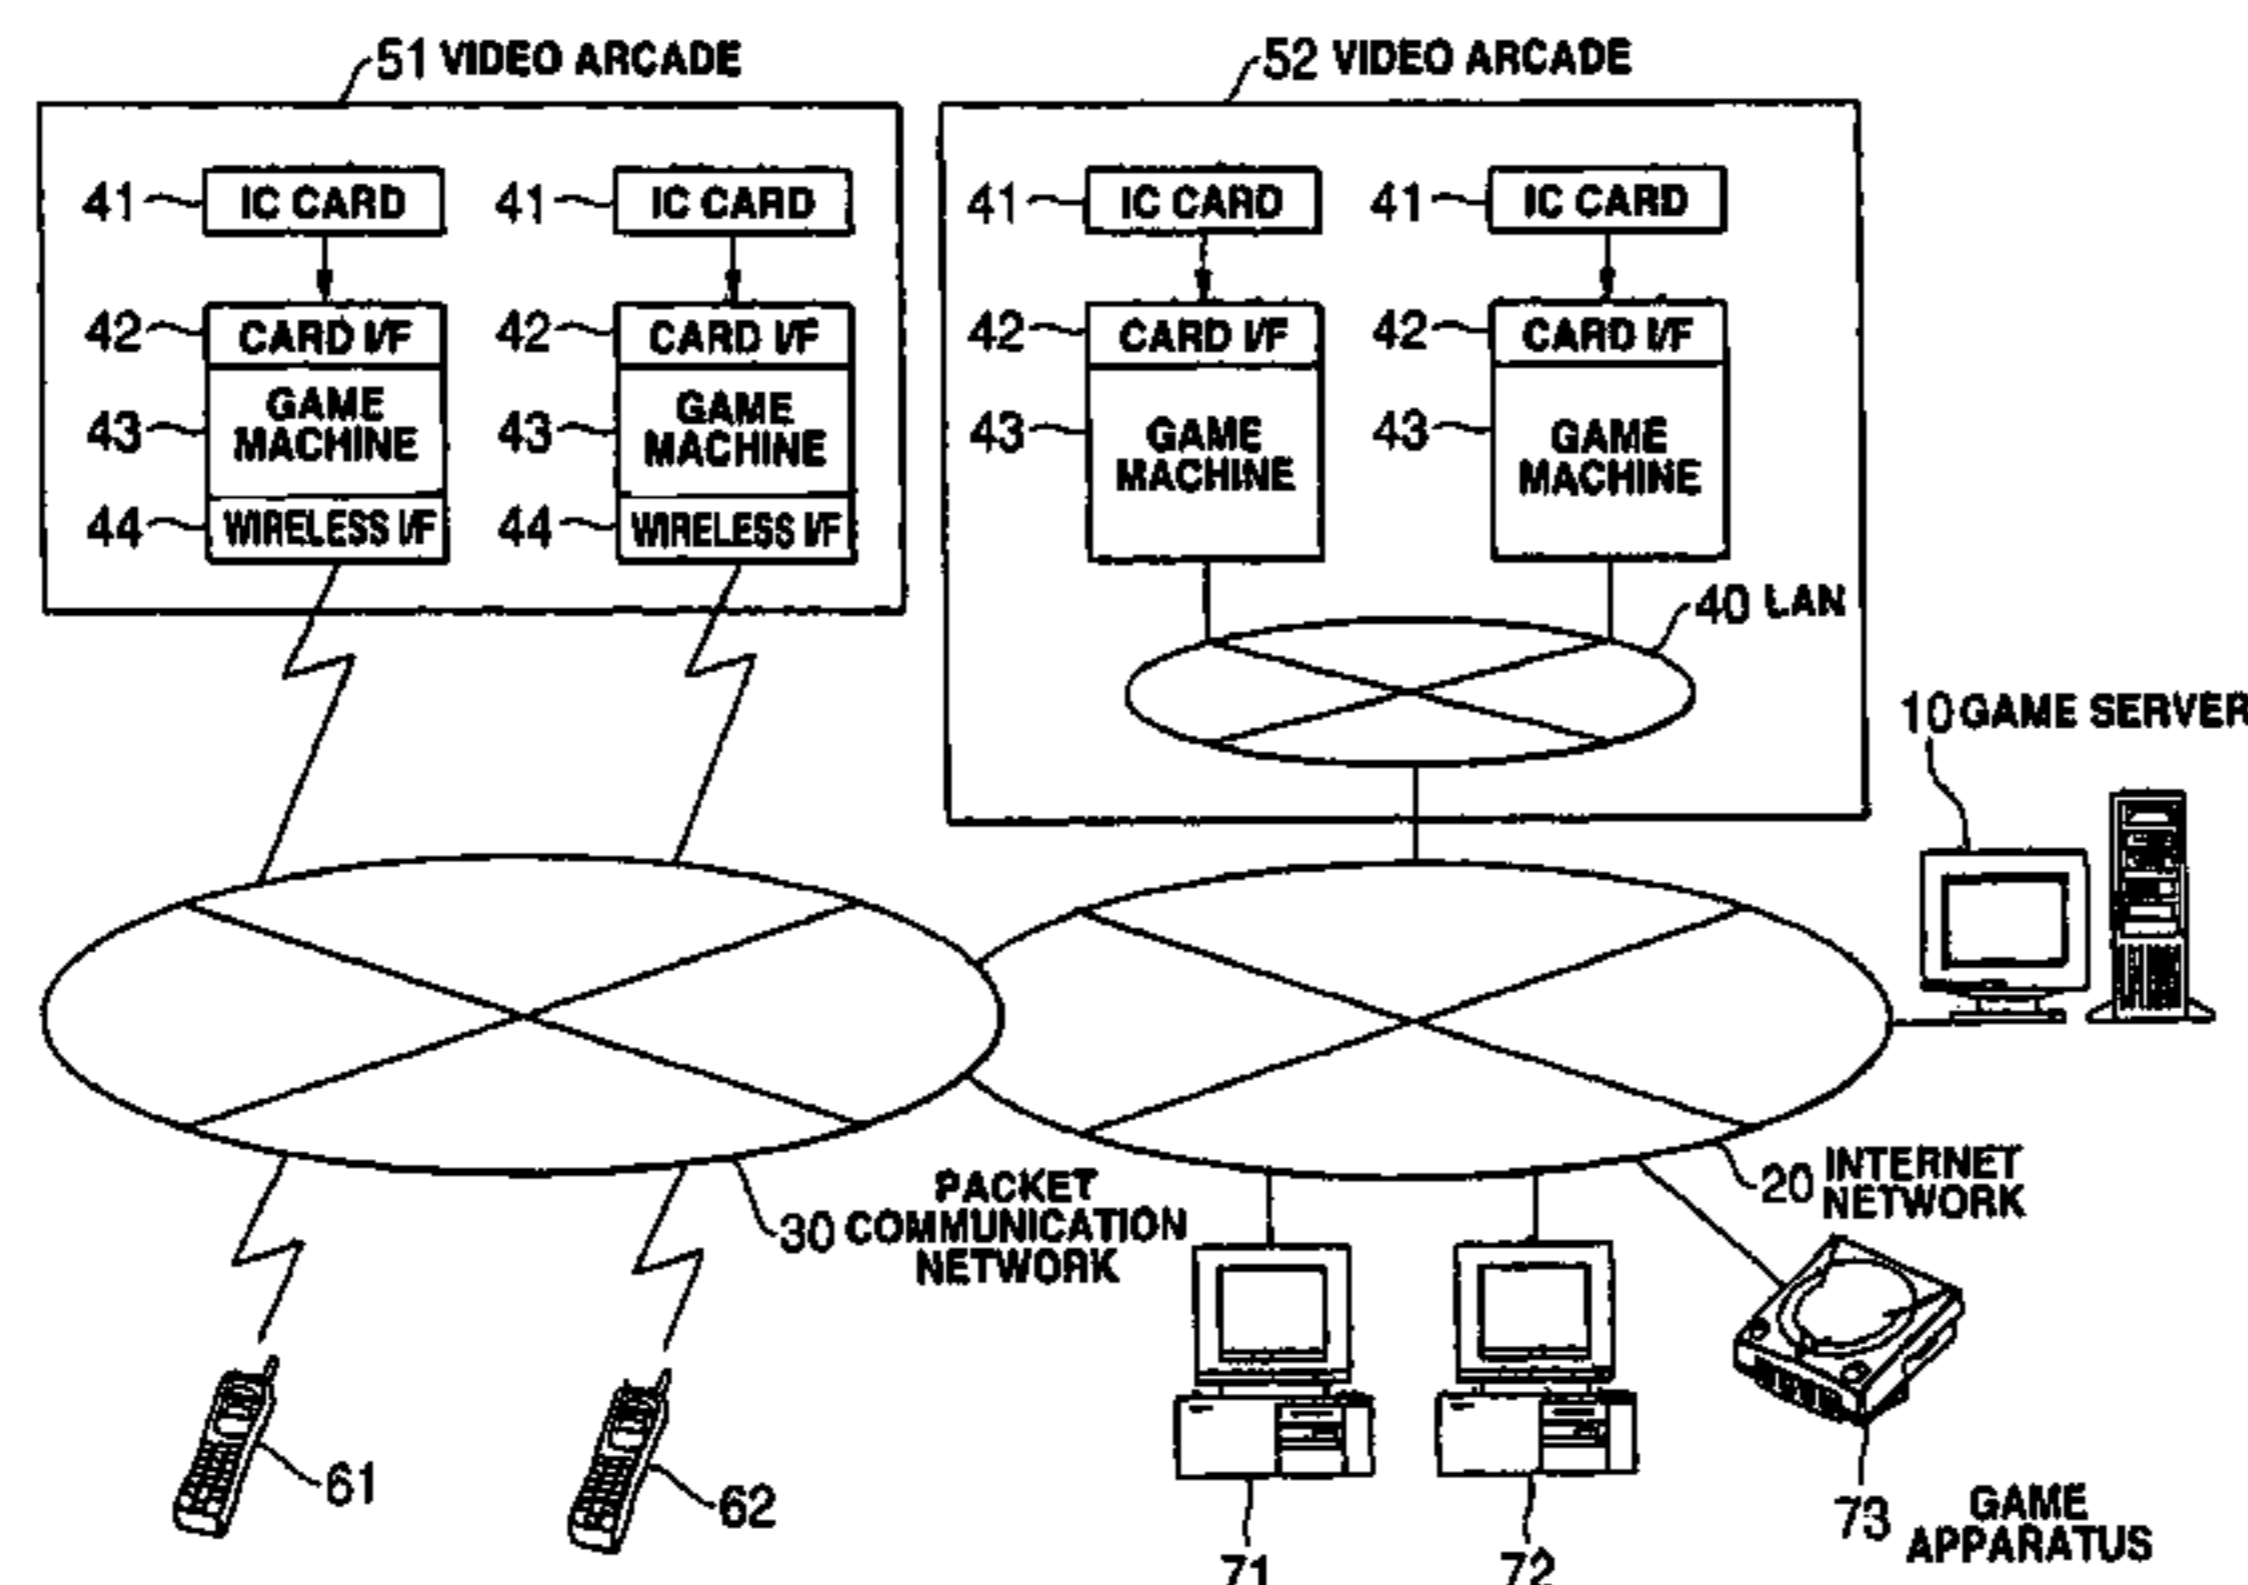 51 VIDEO ARCADE
52 VIDEO ARCADE
41 IC CARD
41 IC CARD
41 IC CARD
41 IC CARD
42 CARD I/F
42 CARD I/F
42 CARD I/F
42 CARD I/F
43 GAME MACHINE
43 GAME MACHINE
43 GAME MACHINE
43 GAME MACHINE
44 WIRELESS I/F
44 WIRELESS I/F
40 LAN
10 GAME SERVER
30 PACKET
COMMUNICATION
NETWORK
20 INTERNET
NETWORK
61
62
71
72
73 GAME
APPARATUS